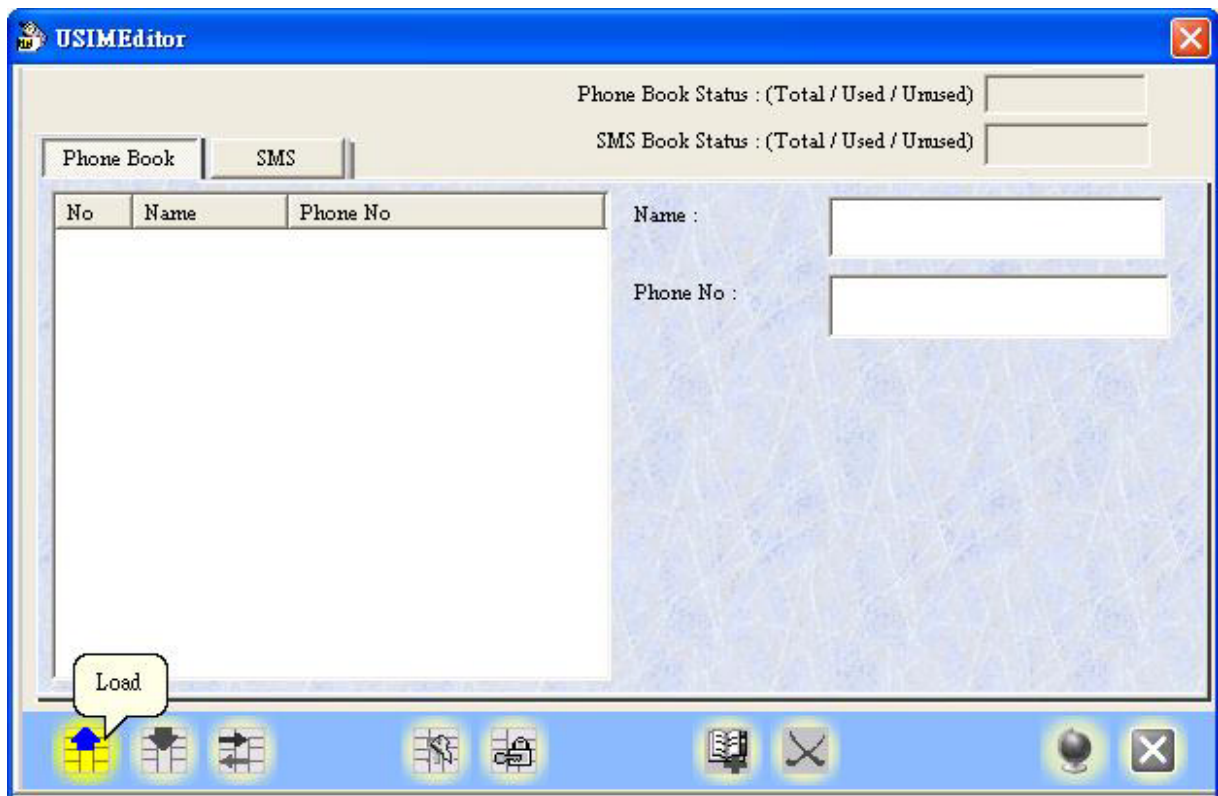 USIMEditor
Phone Book Status : (Total / Used / Unused)
SMS Book Status : (Total / Used / Unused)
Phone Book SMS
No Name Phone No
Name :
Phone No :
Load